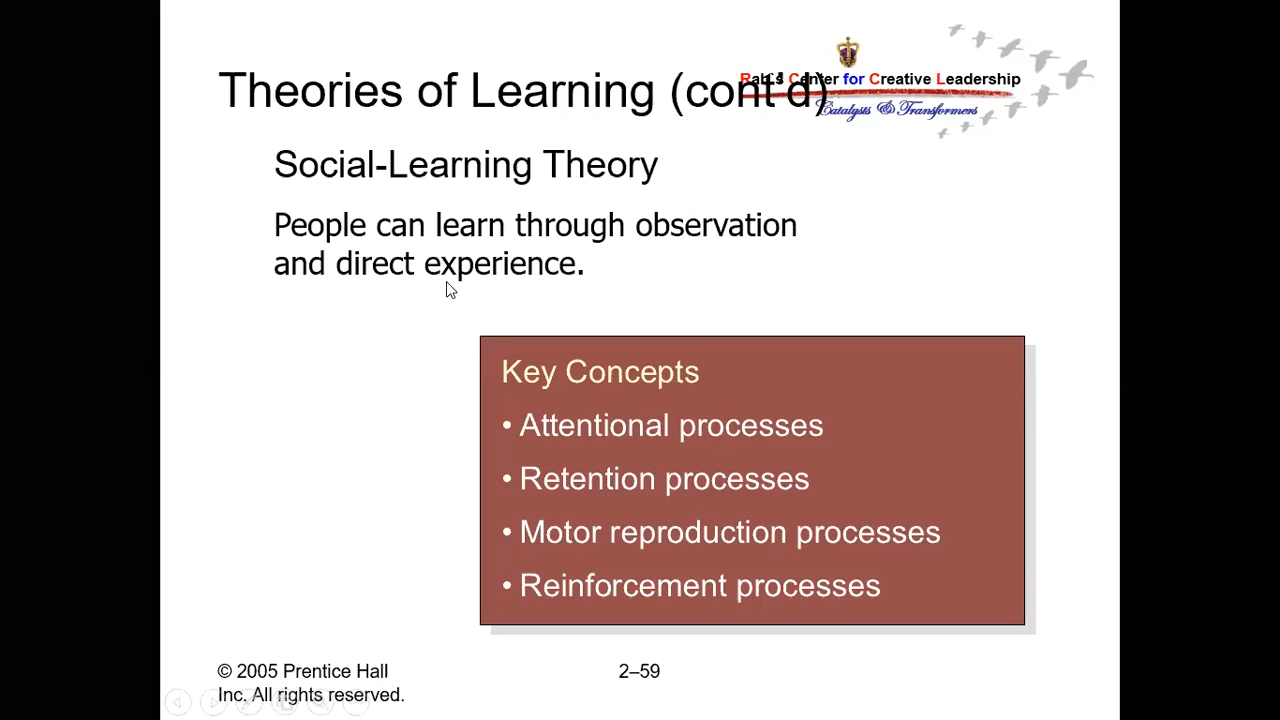 Theories of Learning (cont'd)
Rab's Center for Creative Leadership
Catalysts & Transformers
Social-Learning Theory
People can learn through observation
and direct experience.
Key Concepts
• Attentional processes
• Retention processes
• Motor reproduction processes
• Reinforcement processes
© 2005 Prentice Hall
Inc. All rights reserved.
2–59